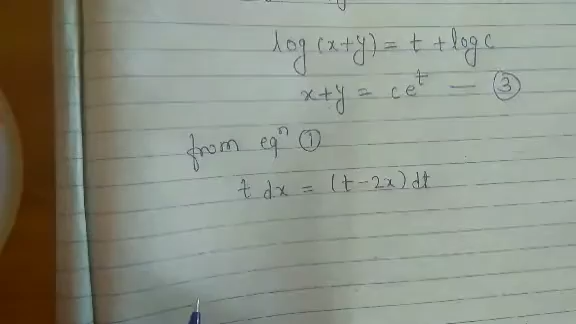 log(x+y) = t + log c
x+y = ce^t — ③
from eqⁿ ①
t dx = (t-2x) dt